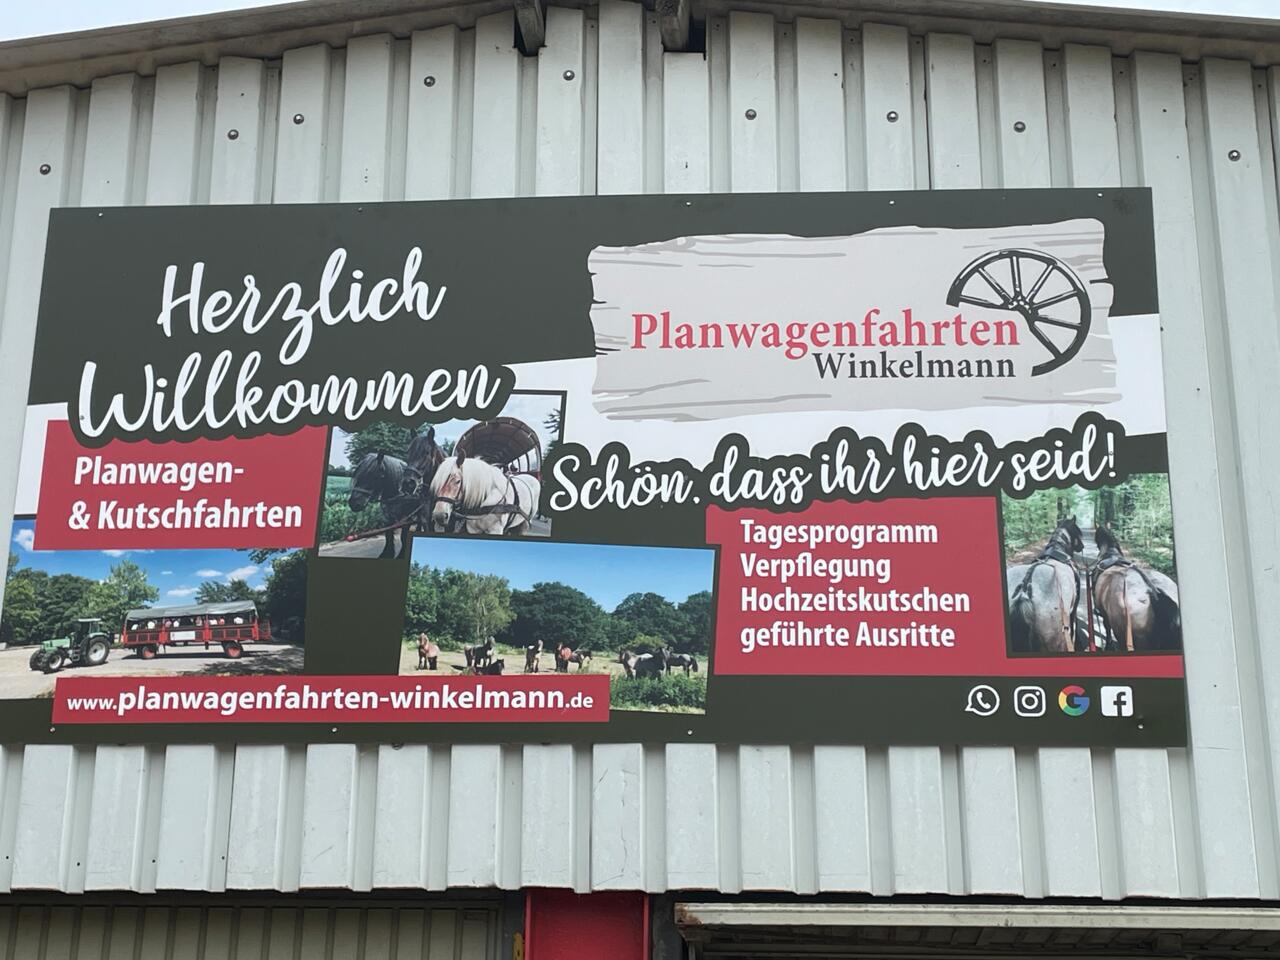 Herzlich
Willkommen
Planwagenfahrten
Winkelmann
Schön, dass ihr hier seid!
Planwagen-
& Kutschfahrten
Tagesprogramm
Verpflegung
Hochzeitskutschen
geführte Ausritte
www.planwagenfahrten-winkelmann.de